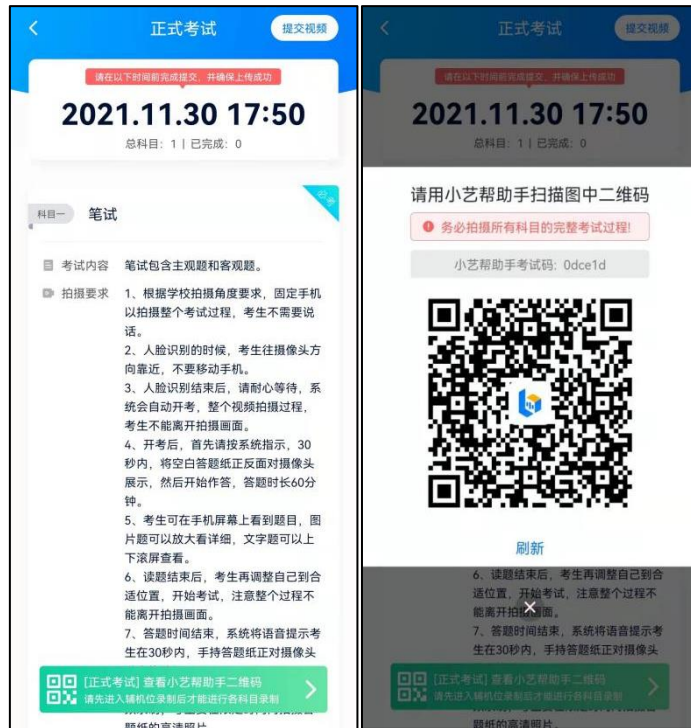 正式考试
提交视频
请在以下时间前完成提交，并确保上传成功
2021.11.30 17:50
总科目：1 | 已完成：0
必考
科目一
笔试
考试内容
笔试包含主观题和客观题。
拍摄要求
1、根据学校拍摄角度要求，固定手机
以拍摄整个考试过程，考生不需要说
话。
2、人脸识别的时候，考生往摄像头方
向靠近，不要移动手机。
3、人脸识别结束后，请耐心等待，系
统会自动开考，整个视频拍摄过程，
考生不能离开拍摄画面。
4、开考后，首先请按系统指示，30
秒内，将空白答题纸正反面对摄像头
展示，然后开始作答，答题时长60分
钟。
5、考生可在手机屏幕上看到题目，图
片题可以放大看详细，文字题可以上
下滚屏查看。
6、读题结束后，考生再调整自己到合
适位置，开始考试，注意整个过程不
能离开拍摄画面。
7、答题时间结束，系统将语音提示考
生在30秒内，手持答题纸正对摄像头
[正式考试] 查看小艺帮助手二维码
请先进入辅机位录制后才能进行各科目录制
题纸的高清照片
正式考试
提交视频
请在以下时间前完成提交，并确保上传成功
2021.11.30 17:50
总科目：1 | 已完成：0
请用小艺帮助手扫描图中二维码
务必拍摄所有科目的完整考试过程!
小艺帮助手考试码：0dce1d
刷新
6、读题结束后，考生再调整自己到合
适位置，开始考试，注意整个过程不
能离开拍摄画面。
7、答题时间结束，系统将语音提示考
生在30秒内，手持答题纸正对摄像头
[正式考试] 查看小艺帮助手二维码
请先进入辅机位录制后才能进行各科目录制
题纸的高清照片